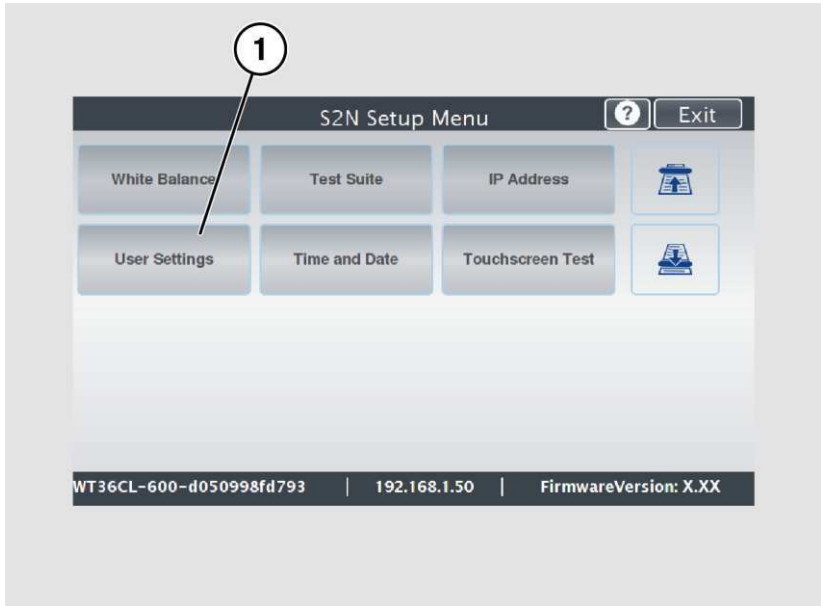 1
S2N Setup Menu ? Exit
White Balance Test Suite IP Address
User Settings Time and Date Touchscreen Test
WT36CL-600-d050998fd793 | 192.168.1.50 | FirmwareVersion: X.XX